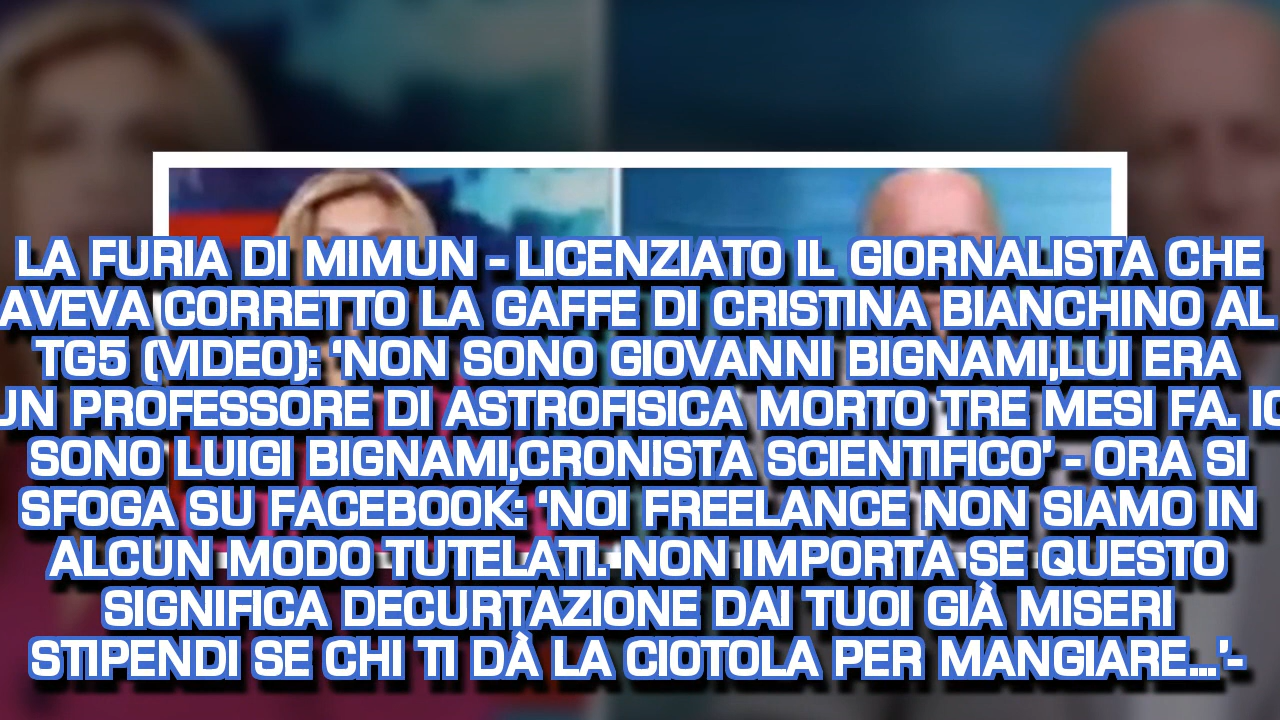 LA FURIA DI MIMUN - LICENZIATO IL GIORNALISTA CHE
AVEVA CORRETTO LA GAFFE DI CRISTINA BIANCHINO AL
TG5 (VIDEO): ‘NON SONO GIOVANNI BIGNAMI,LUI ERA
UN PROFESSORE DI ASTROFISICA MORTO TRE MESI FA. IO
SONO LUIGI BIGNAMI,CRONISTA SCIENTIFICO’ - ORA SI
SFOGA SU FACEBOOK: ‘NOI FREELANCE NON SIAMO IN
ALCUN MODO TUTELATI. NON IMPORTA SE QUESTO
SIGNIFICA DECURTAZIONE DAI TUOI GIÀ MISERI
STIPENDI SE CHI TI DÀ LA CIOTOLA PER MANGIARE...’-